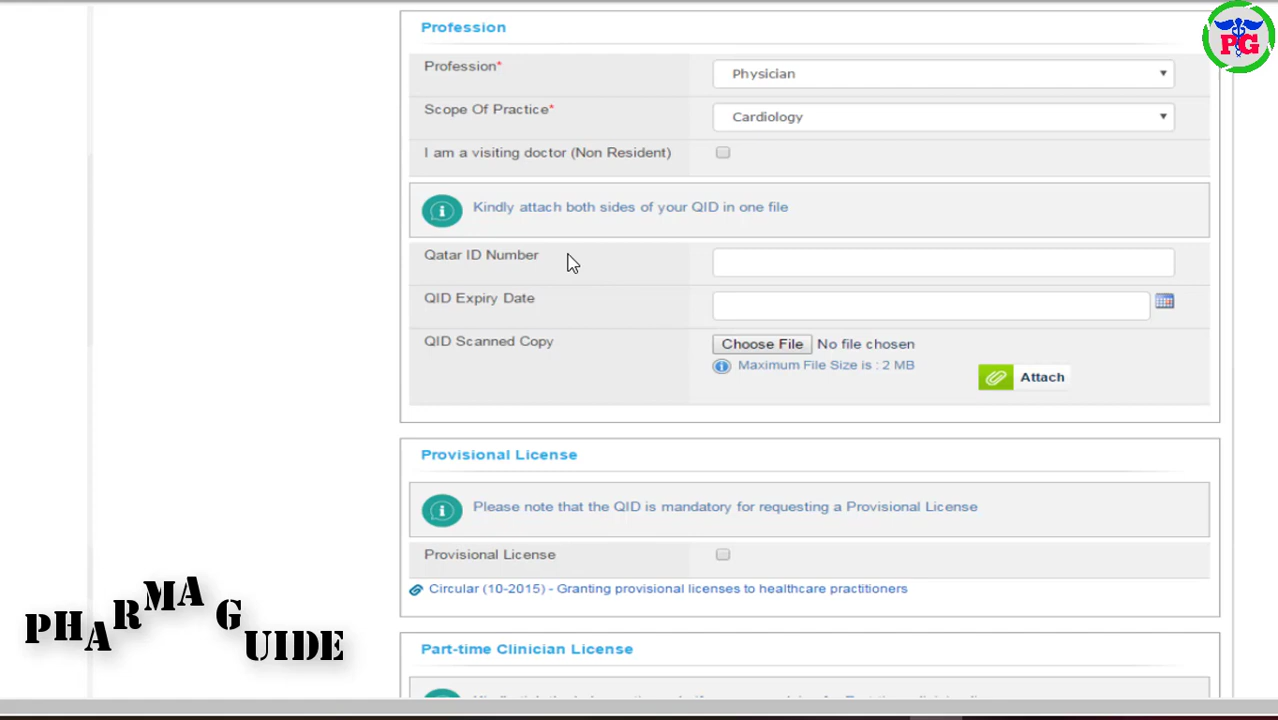 Profession
PG
Profession*
Physician
Scope Of Practice*
Cardiology
I am a visiting doctor (Non Resident)
Kindly attach both sides of your QID in one file
Qatar ID Number
QID Expiry Date
QID Scanned Copy
Choose File No file chosen
Maximum File Size is : 2 MB
Attach
Provisional License
Please note that the QID is mandatory for requesting a Provisional License
Provisional License
Circular (10-2015) - Granting provisional licenses to healthcare practitioners
PHARMA GUIDE
Part-time Clinician License